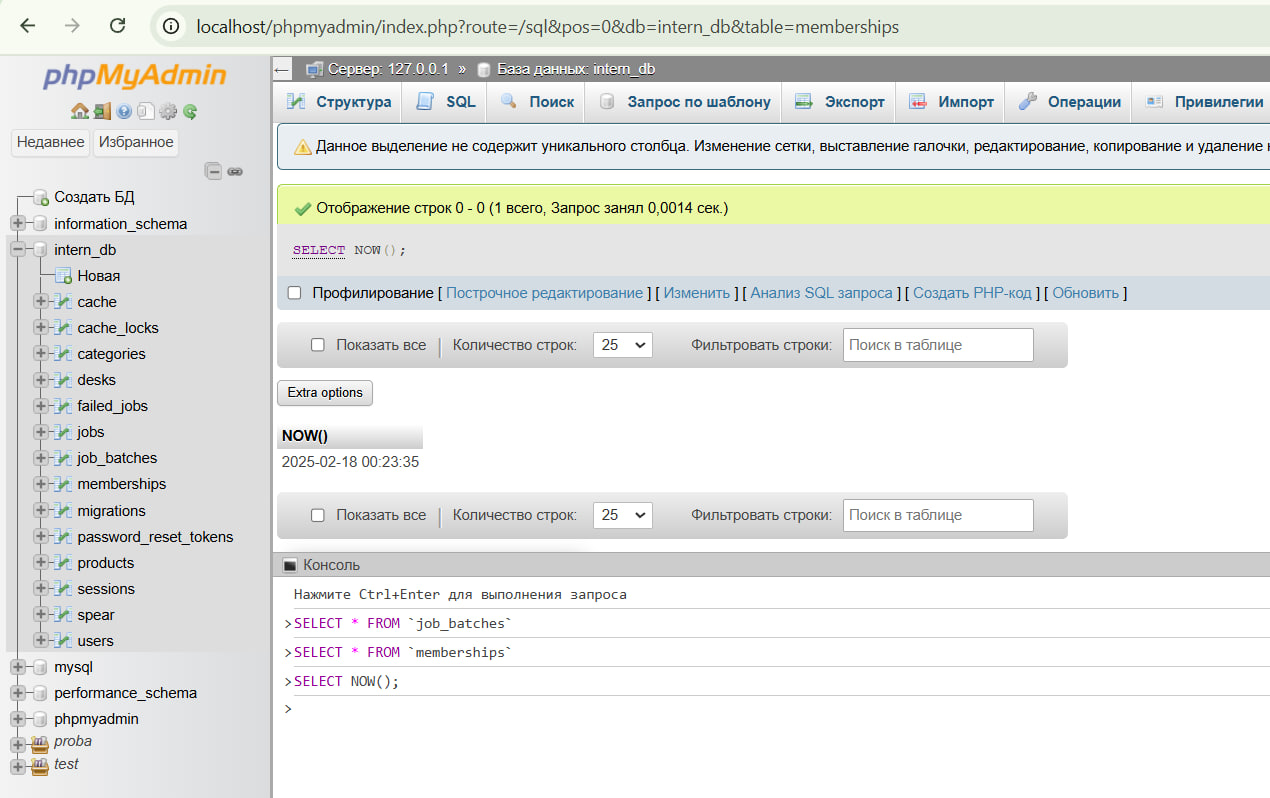 localhost/phpmyadmin/index.php?route=/sql&pos=0&db=intern_db&table=memberships
phpMyAdmin
Недавнее Избранное
Создать БД
information_schema
intern_db
Новая
cache
cache_locks
categories
desks
failed_jobs
jobs
job_batches
memberships
migrations
password_reset_tokens
products
sessions
spear
users
mysql
performance_schema
phpmyadmin
proba
test
Сервер: 127.0.0.1 » База данных: intern_db
Структура SQL Поиск Запрос по шаблону Экспорт Импорт Операции Привилегии
Данное выделение не содержит уникального столбца. Изменение сетки, выставление галочки, редактирование, копирование и удаление
Отображение строк 0 - 0 (1 всего, Запрос занял 0,0014 сек.)
SELECT NOW();
Профилирование [ Построчное редактирование ] [ Изменить ] [ Анализ SQL запроса ] [ Создать PHP-код ] [ Обновить ]
Показать все | Количество строк: 25 Фильтровать строки: Поиск в таблице
Extra options
NOW()
2025-02-18 00:23:35
Показать все | Количество строк: 25 Фильтровать строки: Поиск в таблице
Консоль
Нажмите Ctrl+Enter для выполнения запроса
>SELECT * FROM `job_batches`
>SELECT * FROM `memberships`
>SELECT NOW();
>